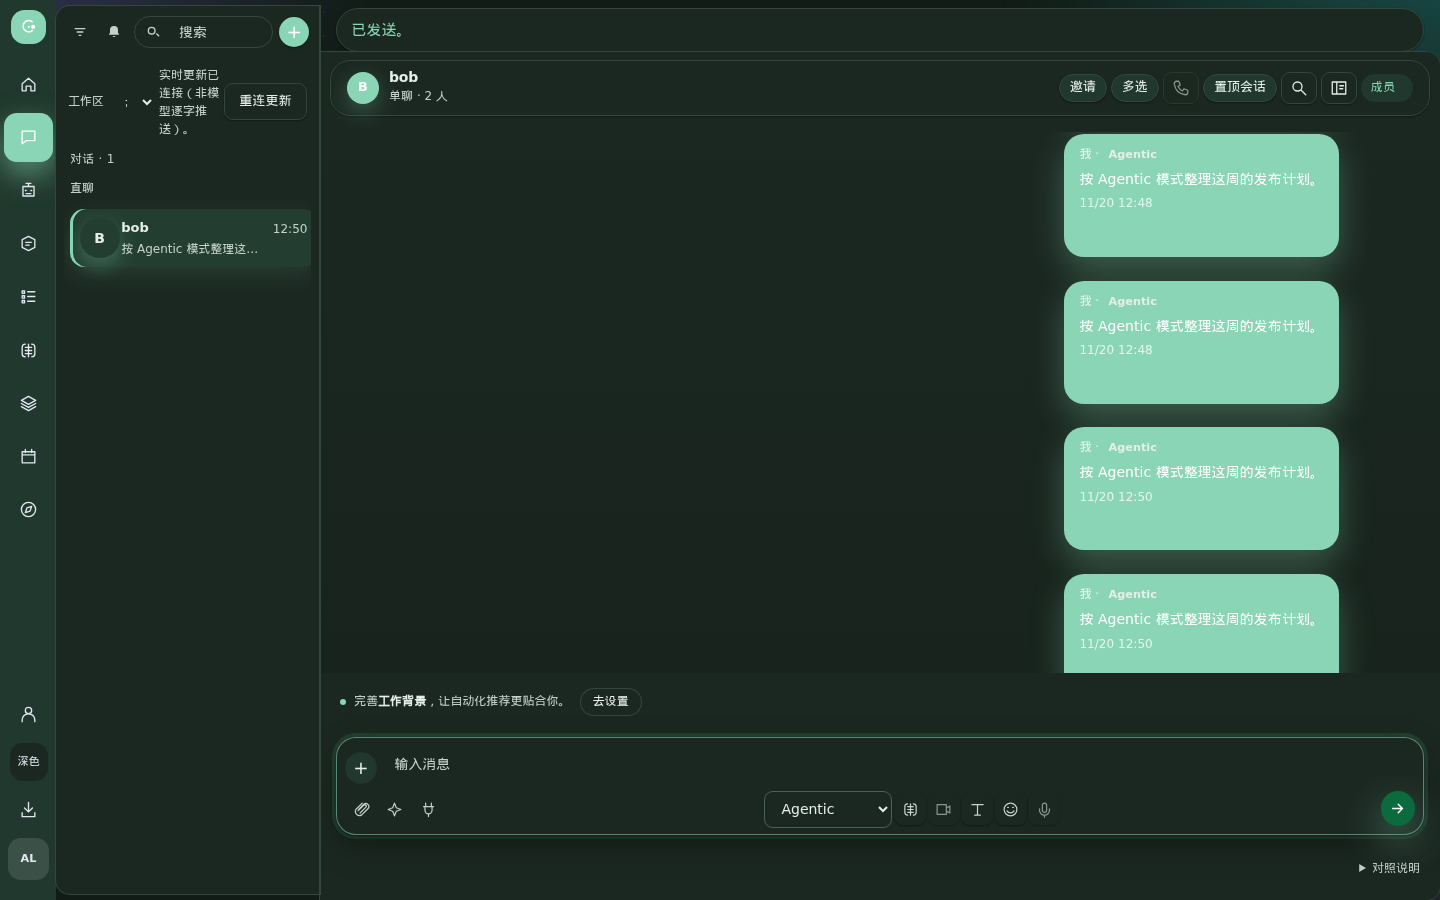 搜索
工作区
;
实时更新已
连接（非模
型逐字推
送）。
重连更新
对话 · 1
直聊
B
bob
12:50
按 Agentic 模式整理这…
深色
AL
已发送。
B
bob
单聊 · 2 人
邀请
多选
置顶会话
成员
我 · Agentic
按 Agentic 模式整理这周的发布计划。
11/20 12:48
我 · Agentic
按 Agentic 模式整理这周的发布计划。
11/20 12:48
我 · Agentic
按 Agentic 模式整理这周的发布计划。
11/20 12:50
我 · Agentic
按 Agentic 模式整理这周的发布计划。
11/20 12:50
完善工作背景，让自动化推荐更贴合你。
去设置
输入消息
Agentic
对照说明